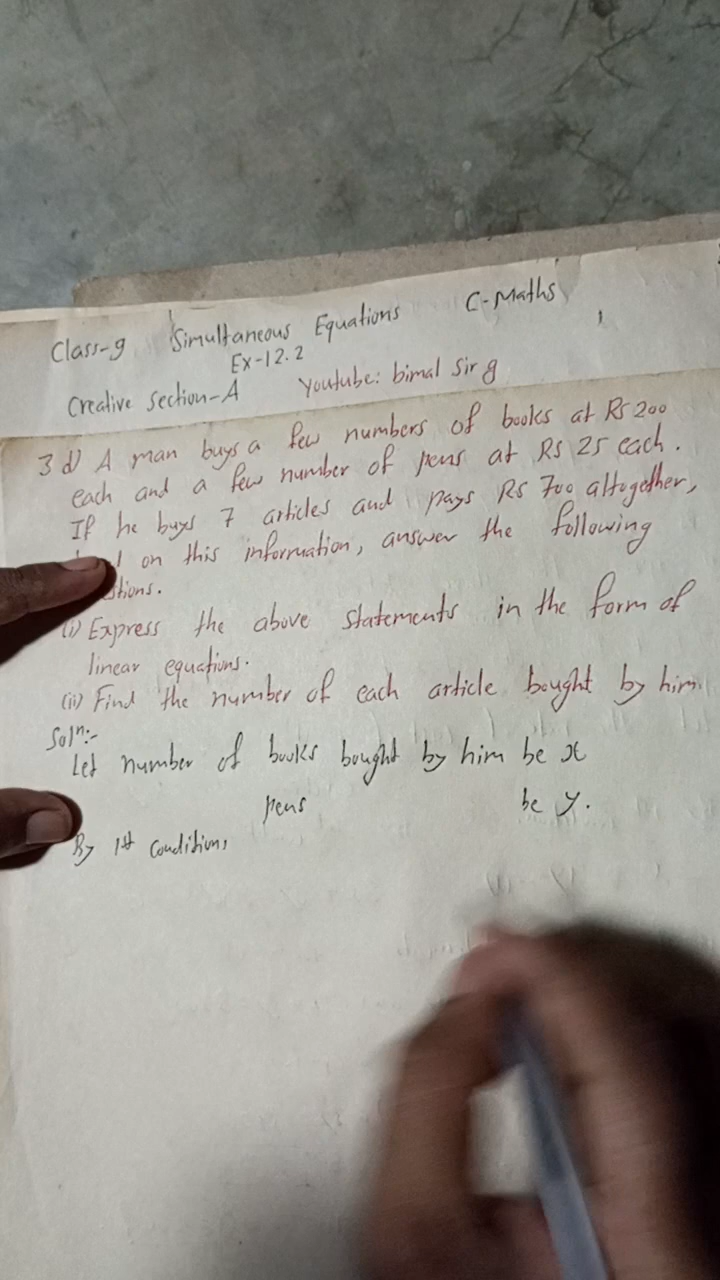 Class-9 Simultaneous Equations C-Maths
Ex-12.2
Creative Section-A Youtube: bimal Sir g
3 d) A man buys a few numbers of books at RS 200
each and a few number of pens at RS 25 each.
If he buys 7 articles and pays RS 700 altogether,
on this information, answer the following
stions.
(i) Express the above statements in the form of
linear equations.
(ii) Find the number of each article bought by him.
Solⁿ:-
Let number of books bought by him be x
pens be y.
By 1st condition,